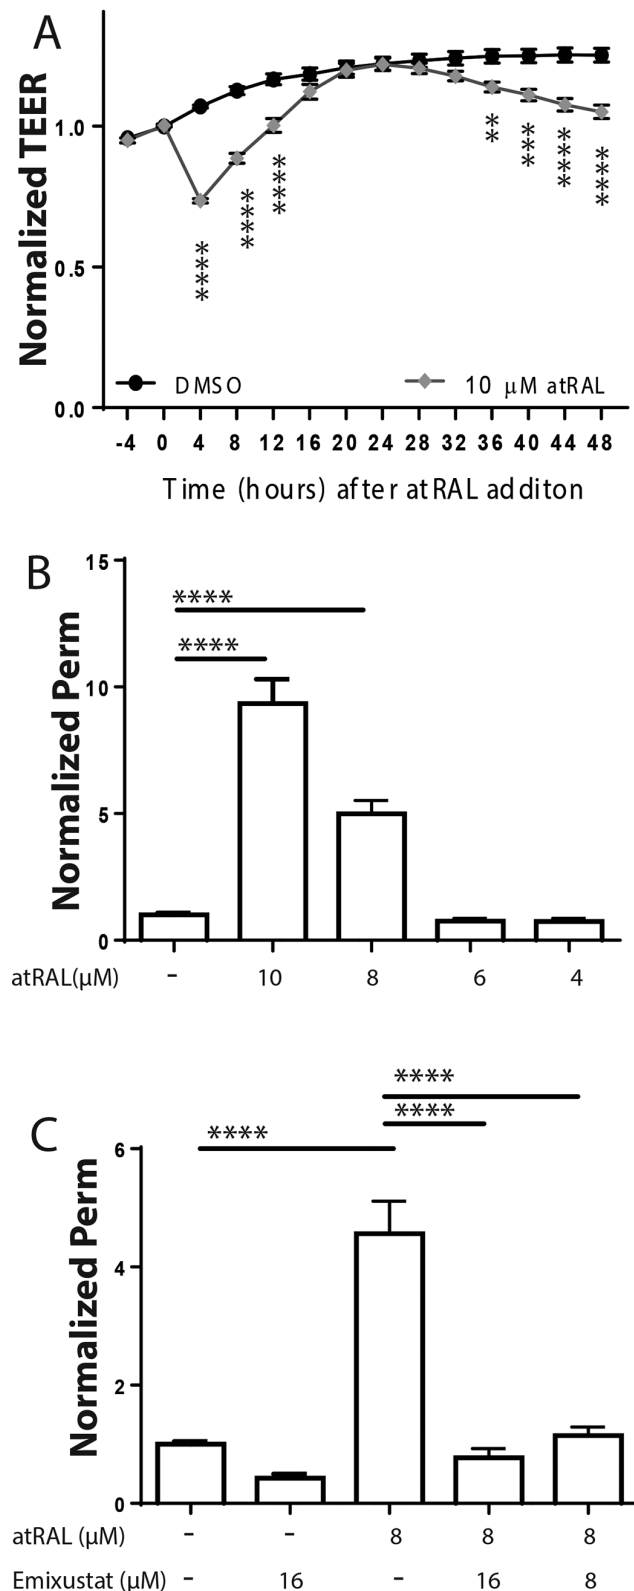 A
Normalized TEER
1.0
0.5
0.0
** *** **** ****
**** **** ****
DMSO 10 μM atRAL
-4 0 4 8 12 16 20 24 28 32 36 40 44 48
Time (hours) after atRAL additon
B
Normalized Perm
15
10
5
0
****
****
atRAL(μM) - 10 8 6 4
C
Normalized Perm
6
4
2
0
****
****
****
atRAL (μM) - - 8 8 8
Emixustat (μM) - 16 - 16 8